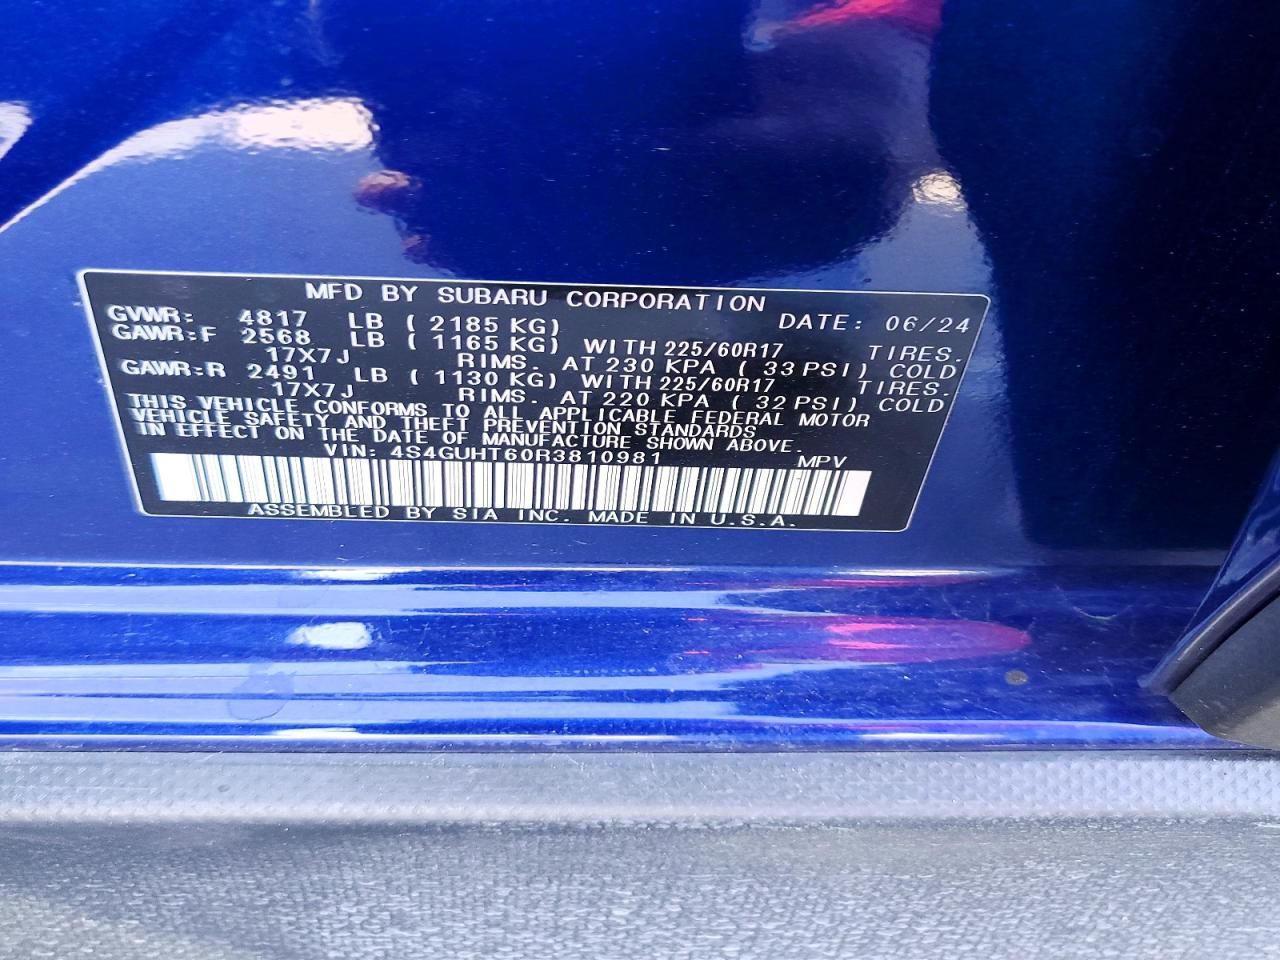 MFD BY SUBARU CORPORATION
GVWR: 4817 LB ( 2185 KG) DATE: 06/24
GAWR:F 2568 LB ( 1165 KG) WITH 225/60R17 TIRES.
17X7J RIMS. AT 230 KPA ( 33 PSI) COLD
GAWR:R 2491 LB ( 1130 KG) WITH 225/60R17 TIRES.
17X7J RIMS. AT 220 KPA ( 32 PSI) COLD
THIS VEHICLE CONFORMS TO ALL APPLICABLE FEDERAL MOTOR
VEHICLE SAFETY AND THEFT PREVENTION STANDARDS
IN EFFECT ON THE DATE OF MANUFACTURE SHOWN ABOVE.
VIN: 4S4GUHT60R3810981 MPV
ASSEMBLED BY SIA INC. MADE IN U.S.A.